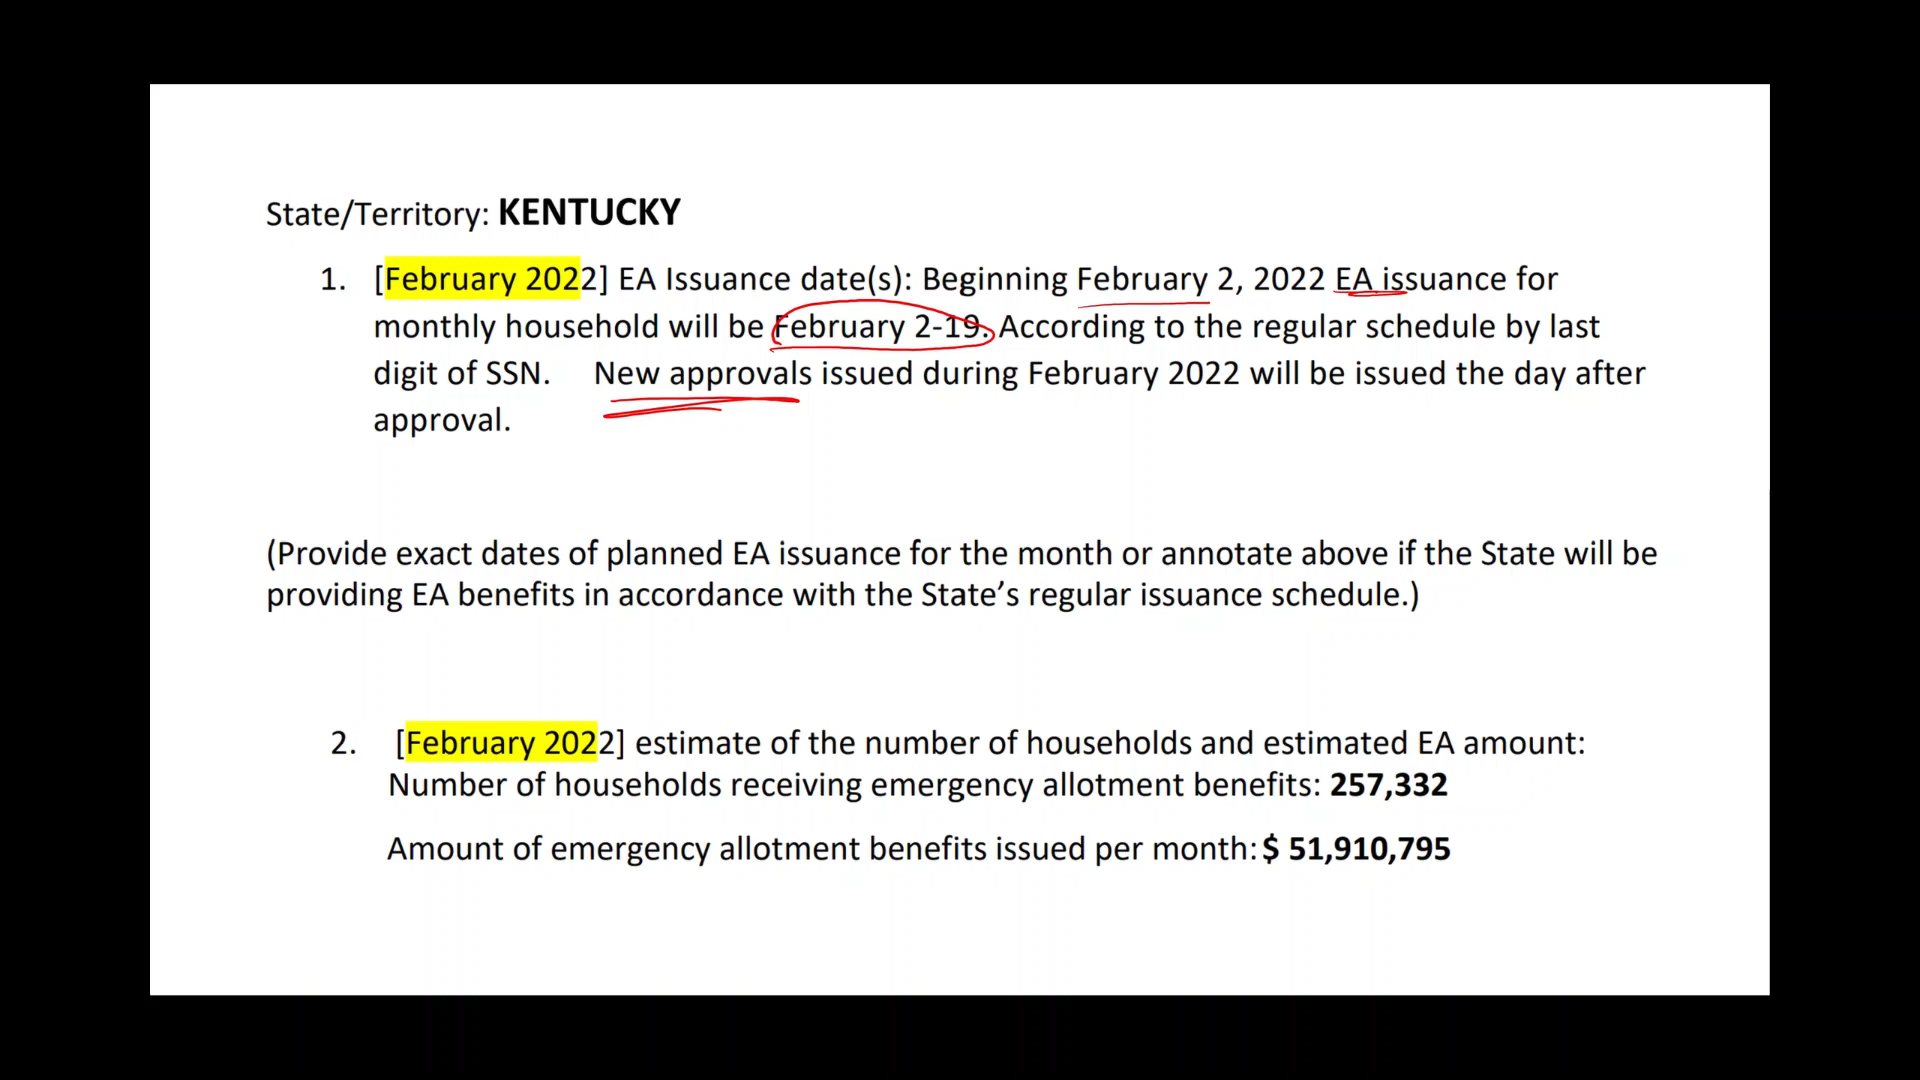 State/Territory: KENTUCKY
1. [February 2022] EA Issuance date(s): Beginning February 2, 2022 EA issuance for
monthly household will be February 2-19. According to the regular schedule by last
digit of SSN. New approvals issued during February 2022 will be issued the day after
approval.
(Provide exact dates of planned EA issuance for the month or annotate above if the State will be
providing EA benefits in accordance with the State’s regular issuance schedule.)
2. [February 2022] estimate of the number of households and estimated EA amount:
Number of households receiving emergency allotment benefits: 257,332
Amount of emergency allotment benefits issued per month: $ 51,910,795